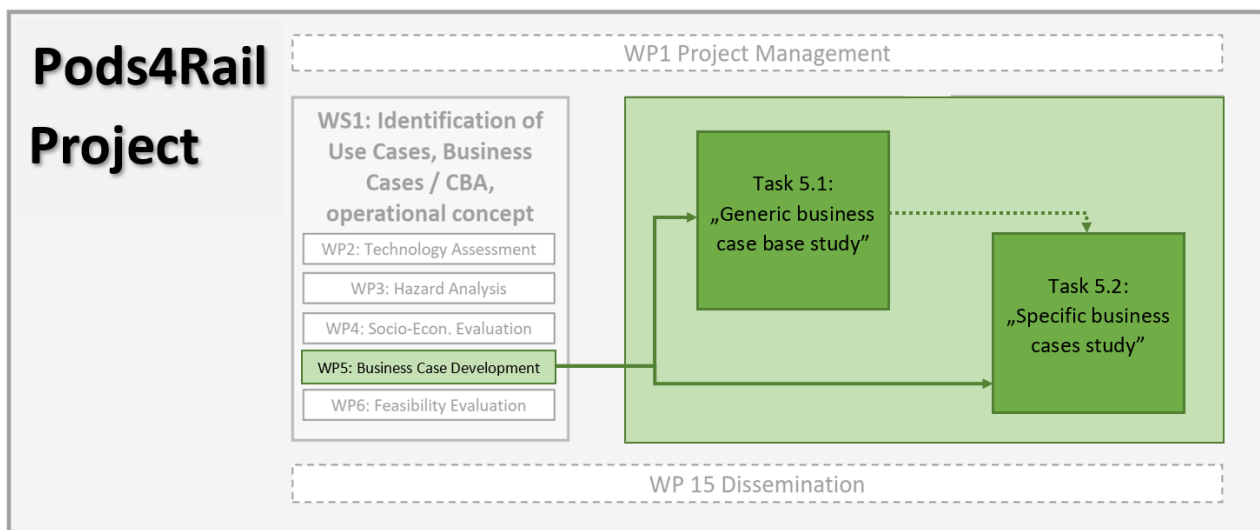 Pods4Rail
Project
WP1 Project Management
WS1: Identification of
Use Cases, Business
Cases / CBA,
operational concept
WP2: Technology Assessment
WP3: Hazard Analysis
WP4: Socio-Econ. Evaluation
WP5: Business Case Development
WP6: Feasibility Evaluation
Task 5.1:
„Generic business
case base study”
Task 5.2:
„Specific business
cases study”
WP 15 Dissemination